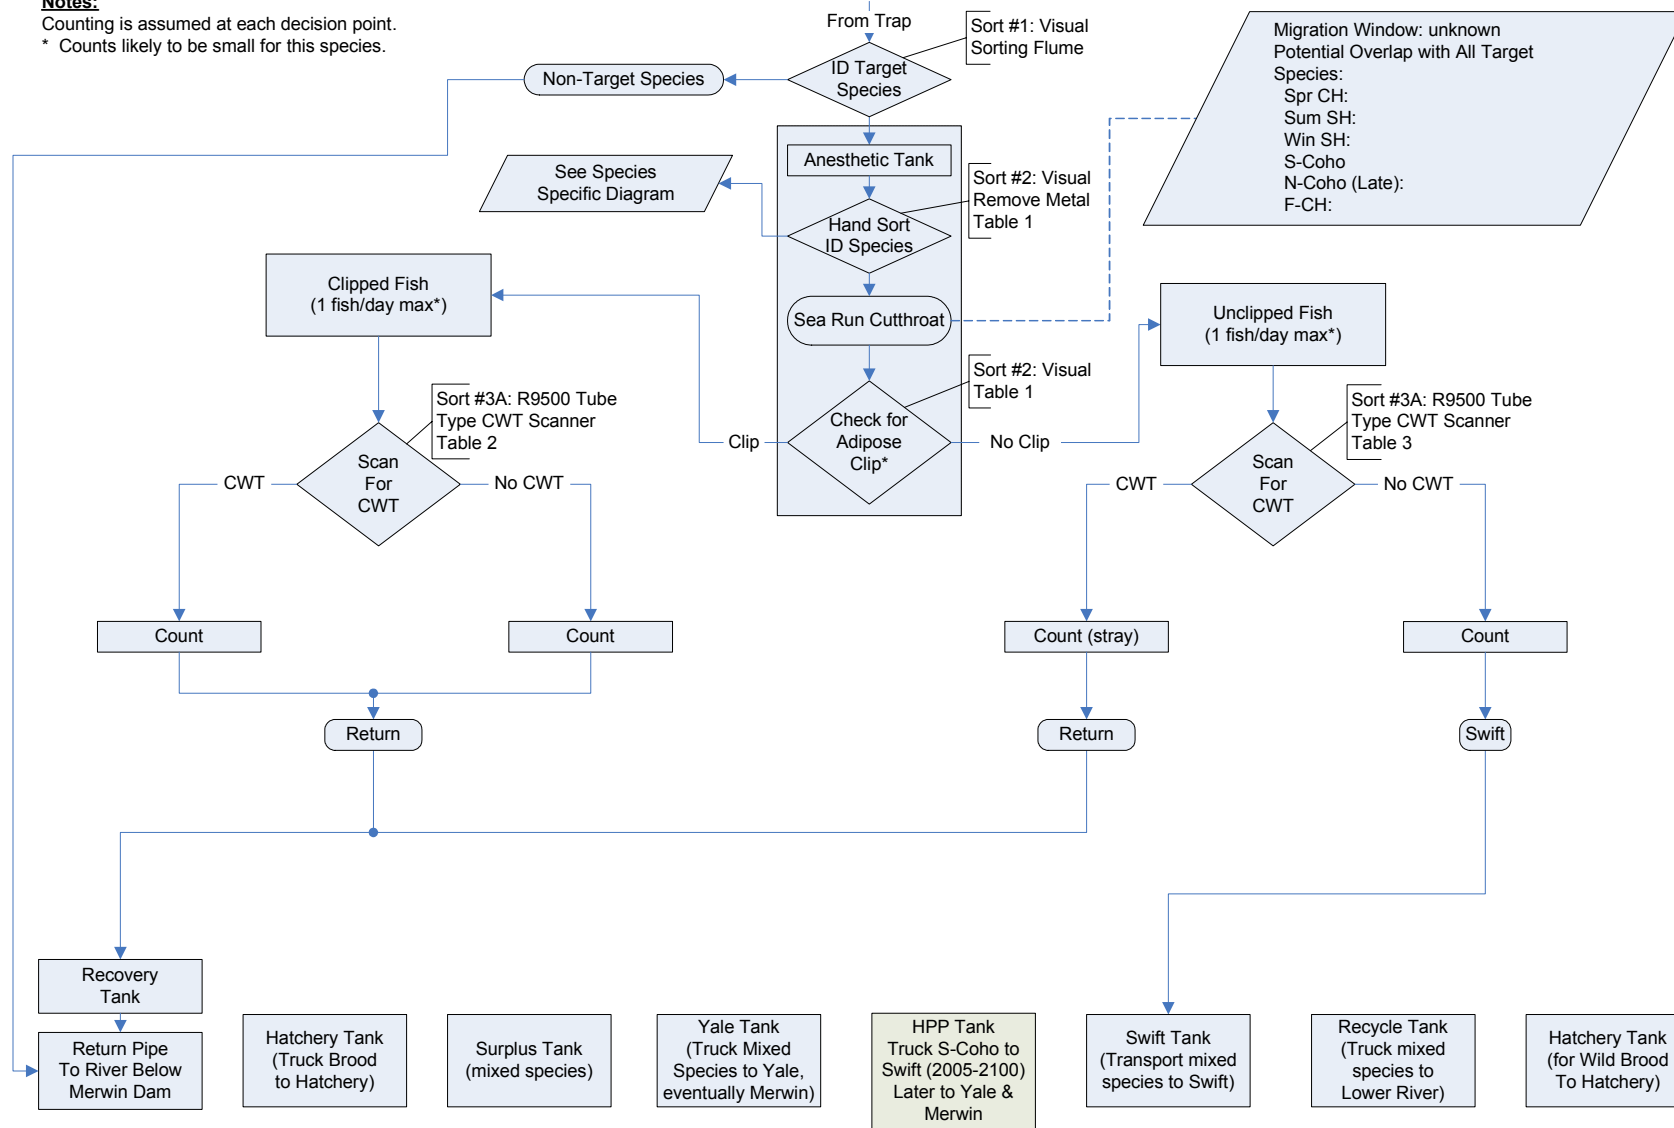 Notes:
Counting is assumed at each decision point.
* Counts likely to be small for this species.
From Trap
Sort #1: Visual
Sorting Flume
ID Target
Species
Non-Target Species
Migration Window: unknown
Potential Overlap with All Target
Species:
Spr CH:
Sum SH:
Win SH:
S-Coho
N-Coho (Late):
F-CH:
Anesthetic Tank
See Species
Specific Diagram
Sort #2: Visual
Remove Metal
Table 1
Hand Sort
ID Species
Clipped Fish
(1 fish/day max*)
Sea Run Cutthroat
Unclipped Fish
(1 fish/day max*)
Sort #2: Visual
Table 1
Check for
Adipose
Clip*
Clip
No Clip
Sort #3A: R9500 Tube
Type CWT Scanner
Table 2
Scan
For
CWT
CWT
No CWT
Sort #3A: R9500 Tube
Type CWT Scanner
Table 3
Scan
For
CWT
CWT
No CWT
Count
Count
Count (stray)
Count
Return
Return
Swift
Recovery
Tank
Return Pipe
To River Below
Merwin Dam
Hatchery Tank
(Truck Brood
to Hatchery)
Surplus Tank
(mixed species)
Yale Tank
(Truck Mixed
Species to Yale,
eventually Merwin)
HPP Tank
Truck S-Coho to
Swift (2005-2100)
Later to Yale &
Merwin
Swift Tank
(Transport mixed
species to Swift)
Recycle Tank
(Truck mixed
species to
Lower River)
Hatchery Tank
(for Wild Brood
To Hatchery)